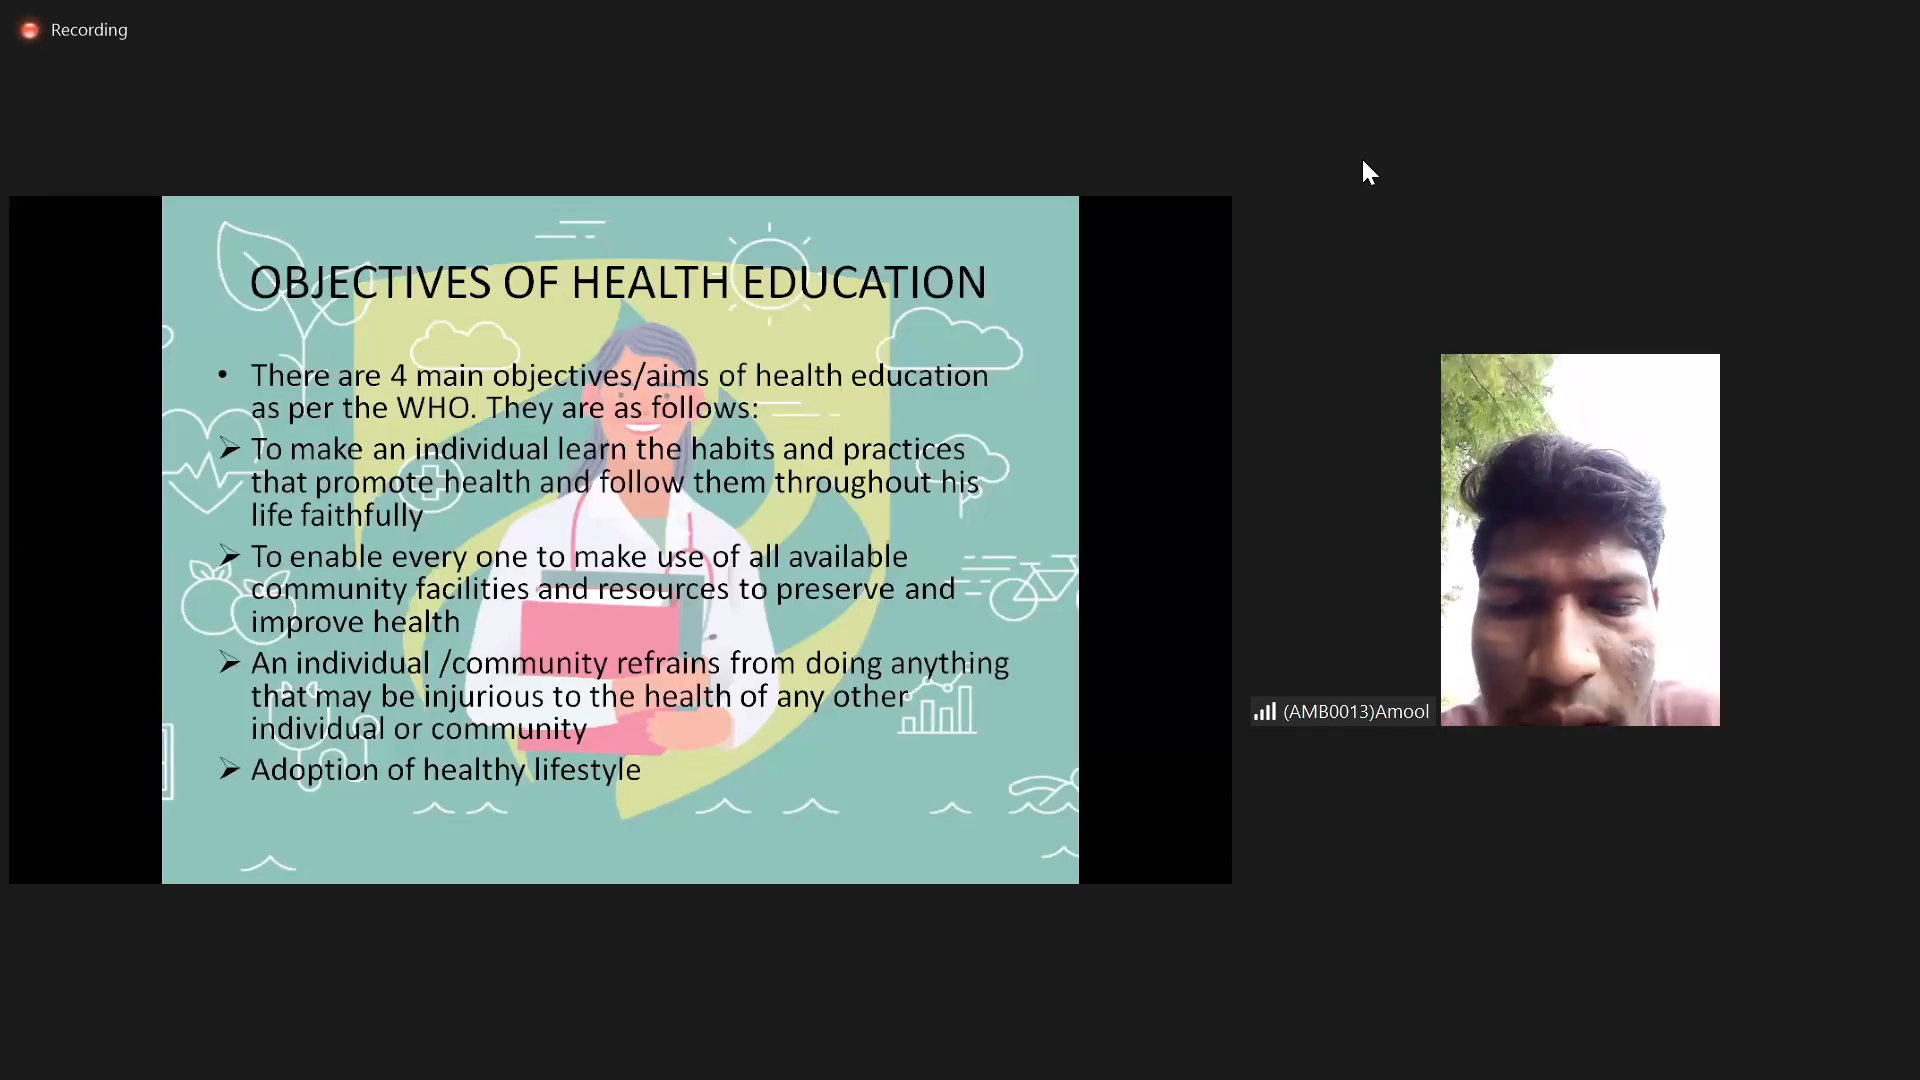 Recording
OBJECTIVES OF HEALTH EDUCATION
• There are 4 main objectives/aims of health education
as per the WHO. They are as follows:
➢ To make an individual learn the habits and practices
that promote health and follow them throughout his
life faithfully
➢ To enable every one to make use of all available
community facilities and resources to preserve and
improve health
➢ An individual /community refrains from doing anything
that may be injurious to the health of any other
individual or community
➢ Adoption of healthy lifestyle
(AMB0013)Amool